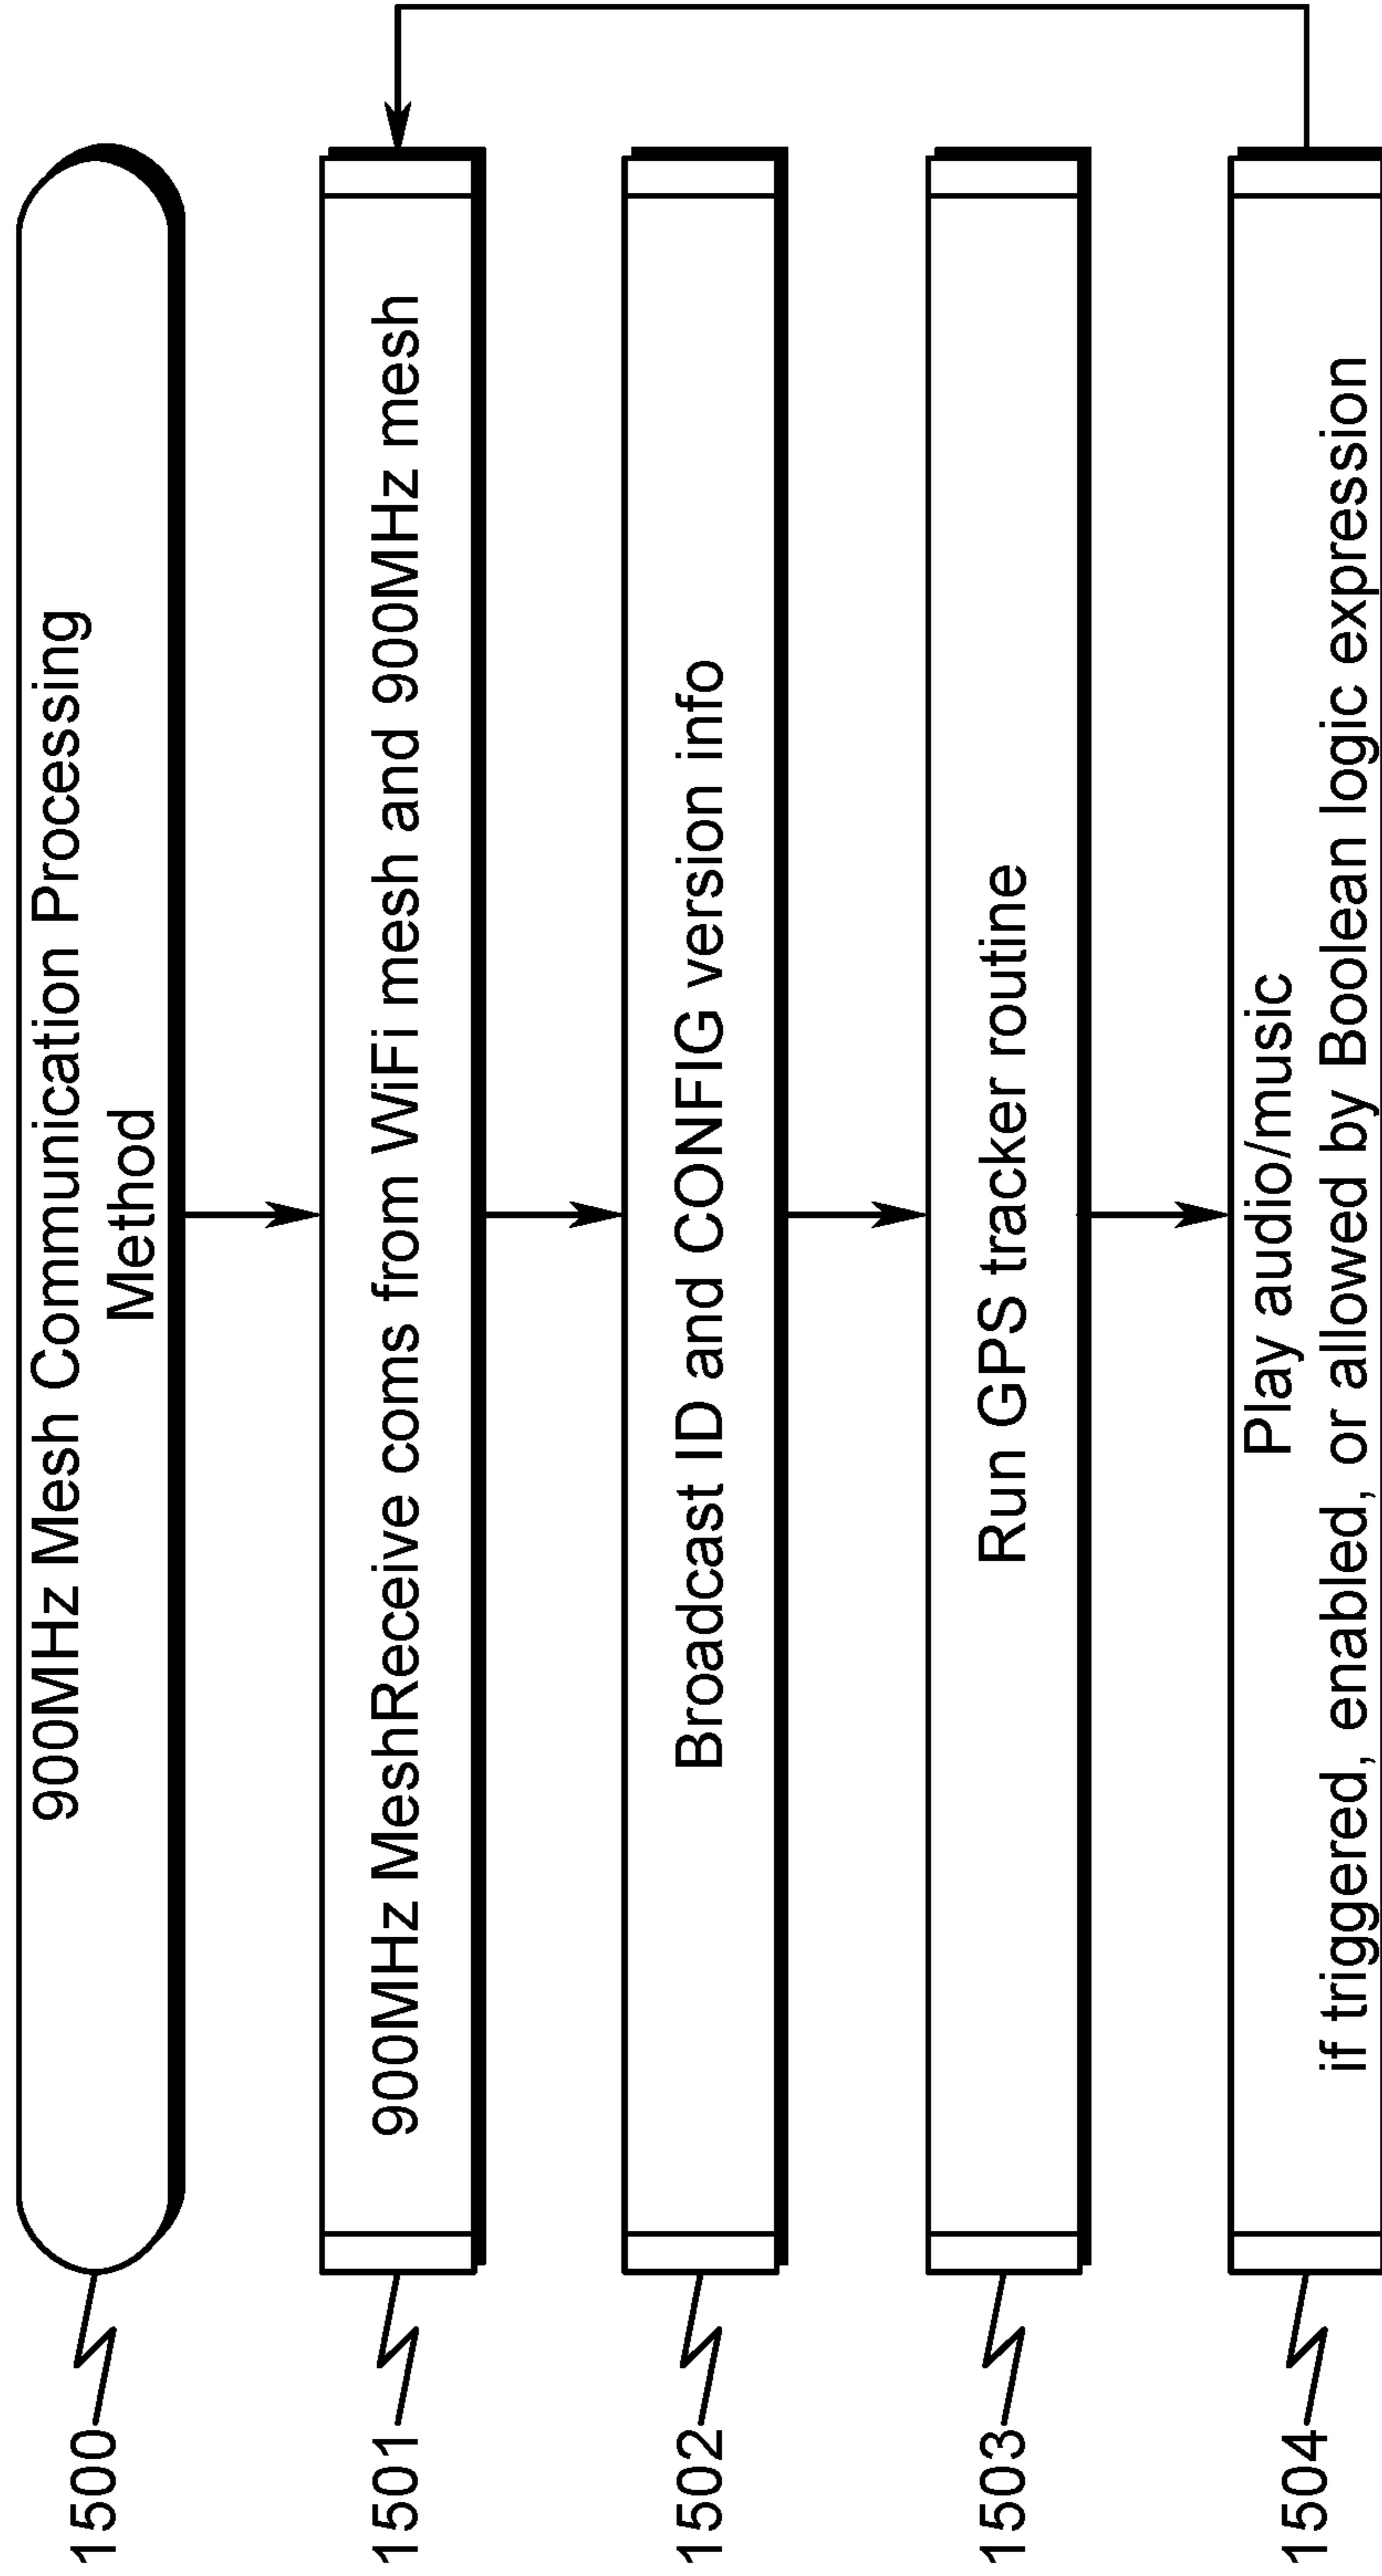 1500
900MHz Mesh Communication Processing
Method
1501
900MHz MeshReceive coms from WiFi mesh and 900MHz mesh
1502
Broadcast ID and CONFIG version info
1503
Run GPS tracker routine
1504
Play audio/music
if triggered, enabled, or allowed by Boolean logic expression